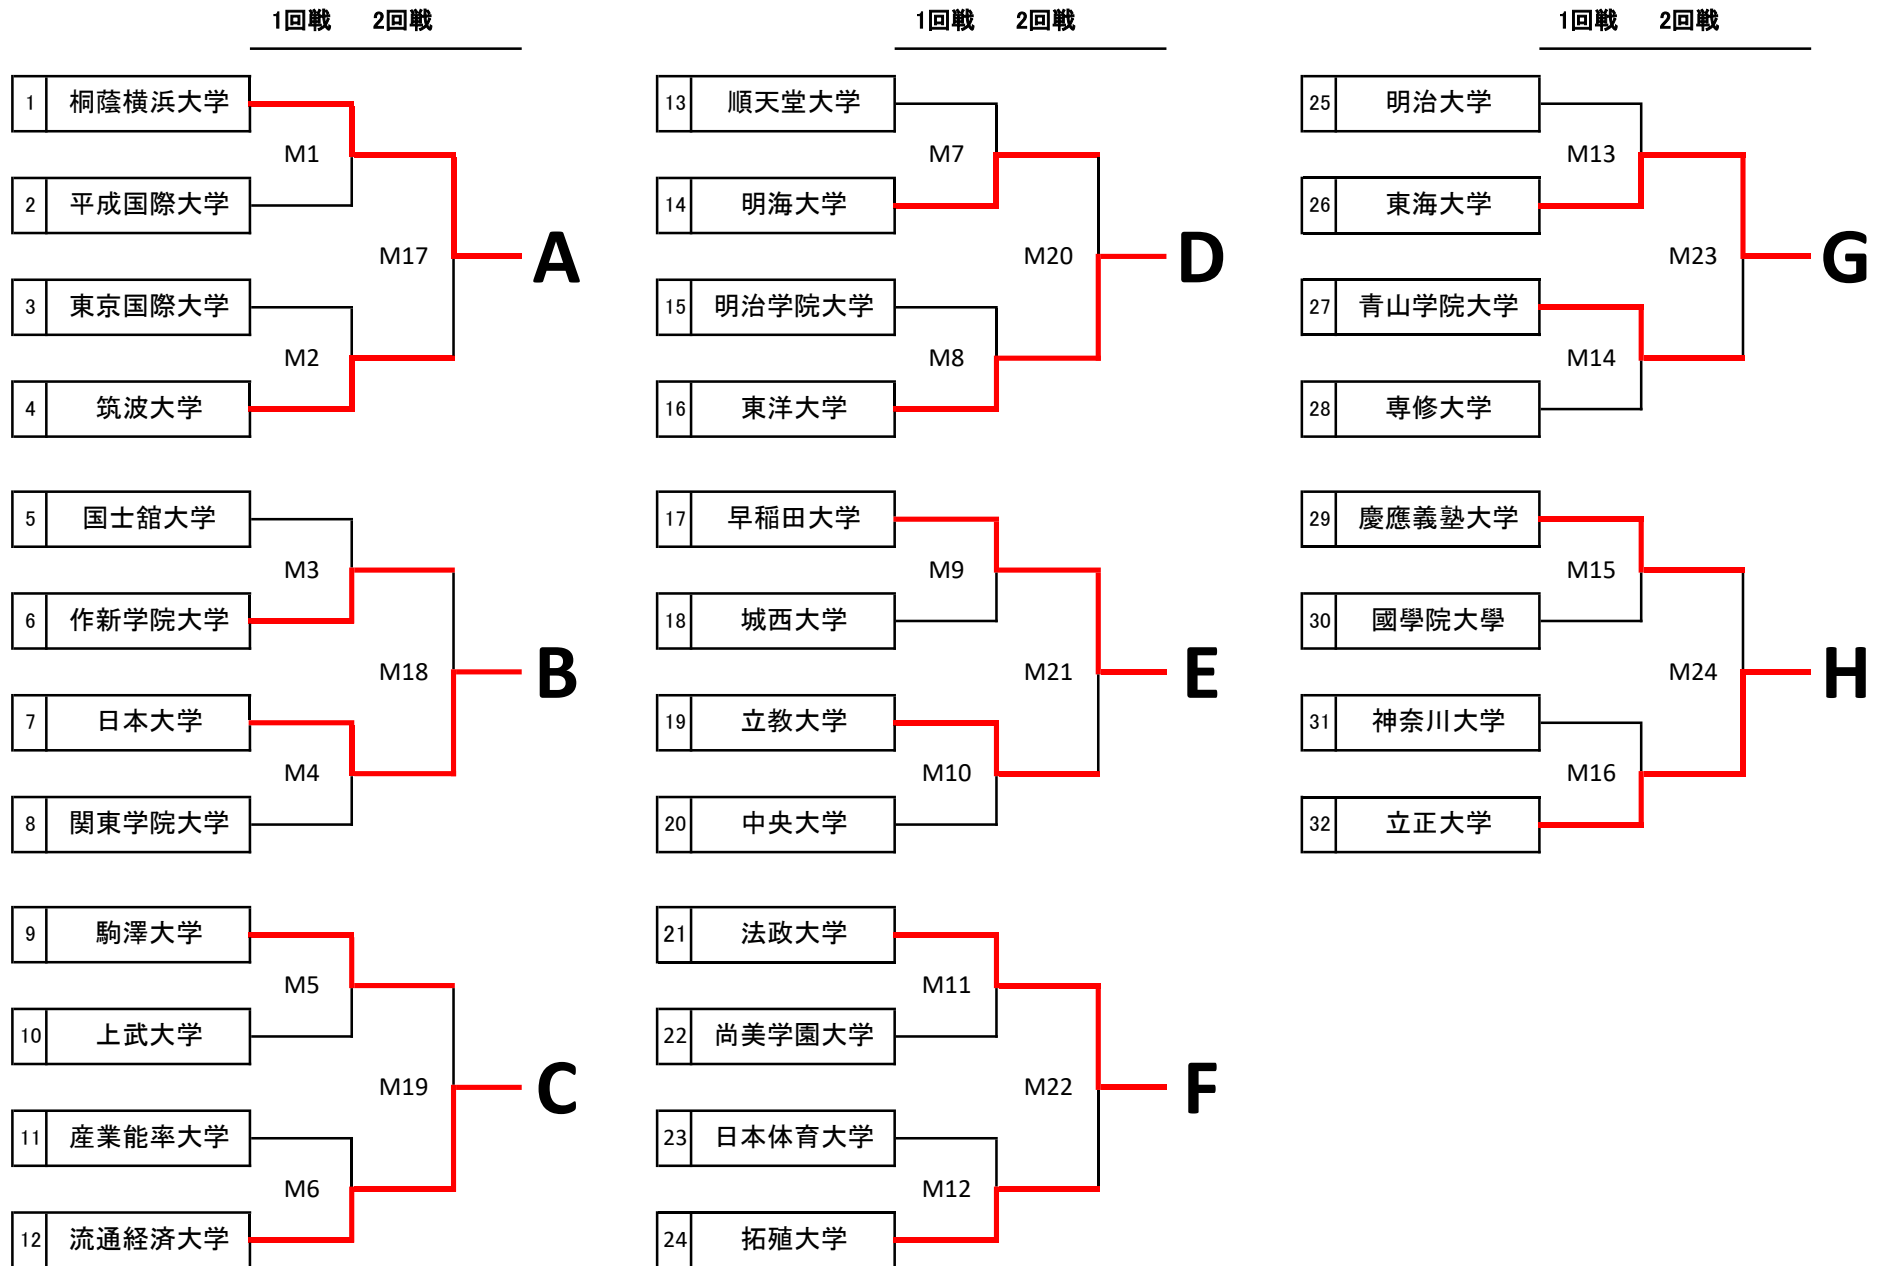 1回戦 2回戦
1 桐蔭横浜大学
M1
2 平成国際大学
M17
A
3 東京国際大学
M2
4 筑波大学
5 国士舘大学
M3
6 作新学院大学
M18
B
7 日本大学
M4
8 関東学院大学
9 駒澤大学
M5
10 上武大学
M19
C
11 産業能率大学
M6
12 流通経済大学
1回戦 2回戦
13 順天堂大学
M7
14 明海大学
M20
D
15 明治学院大学
M8
16 東洋大学
17 早稲田大学
M9
18 城西大学
M21
E
19 立教大学
M10
20 中央大学
21 法政大学
M11
22 尚美学園大学
M22
F
23 日本体育大学
M12
24 拓殖大学
1回戦 2回戦
25 明治大学
M13
26 東海大学
M23
G
27 青山学院大学
M14
28 専修大学
29 慶應義塾大学
M15
30 國學院大學
M24
H
31 神奈川大学
M16
32 立正大学